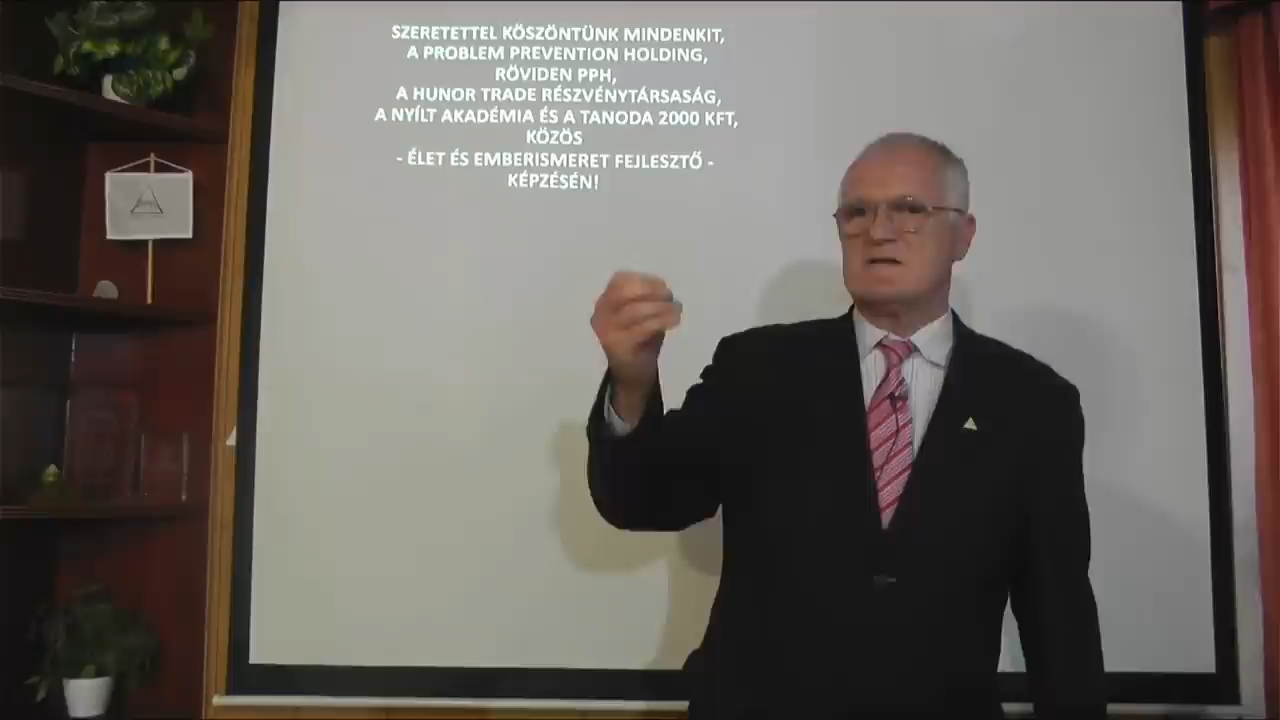 SZERETETTEL KÖSZÖNTÜNK MINDENKIT,
A PROBLEM PREVENTION HOLDING,
RÖVIDEN PPH,
A HUNOR TRADE RÉSZVÉNYTÁRSASÁG,
A NYÍLT AKADÉMIA ÉS A TANODA 2000 KFT,
KÖZÖS
- ÉLET ÉS EMBERISMERET FEJLESZTŐ -
KÉPZÉSÉN!